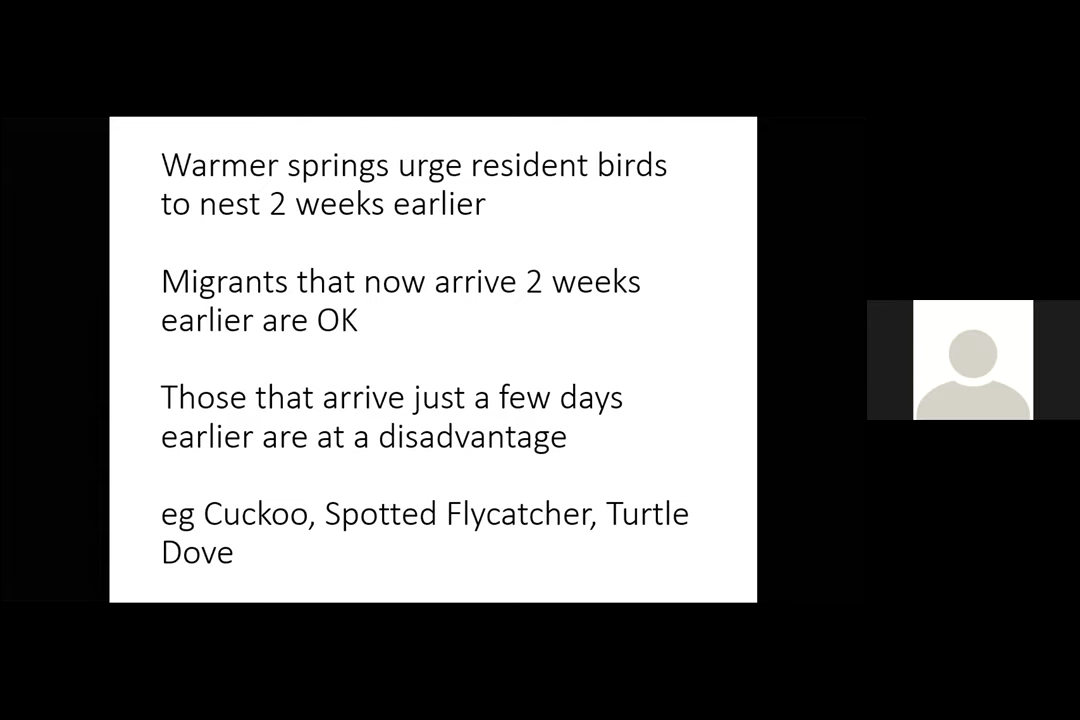 Warmer springs urge resident birds
to nest 2 weeks earlier
Migrants that now arrive 2 weeks
earlier are OK
Those that arrive just a few days
earlier are at a disadvantage
eg Cuckoo, Spotted Flycatcher, Turtle
Dove